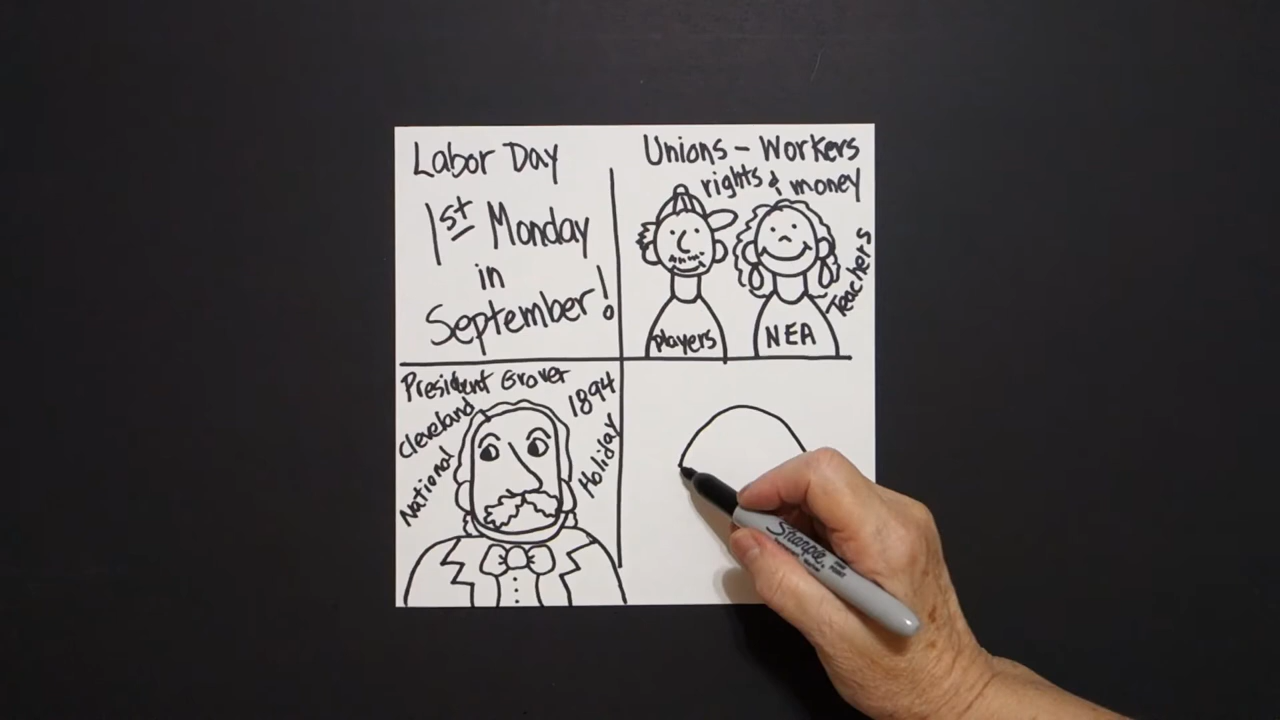 Labor Day
1st Monday
in
September!
Unions - Workers
rights & money
players
NEA
Teachers
President Grover
Cleveland
1894
National
Holiday
Sharpie